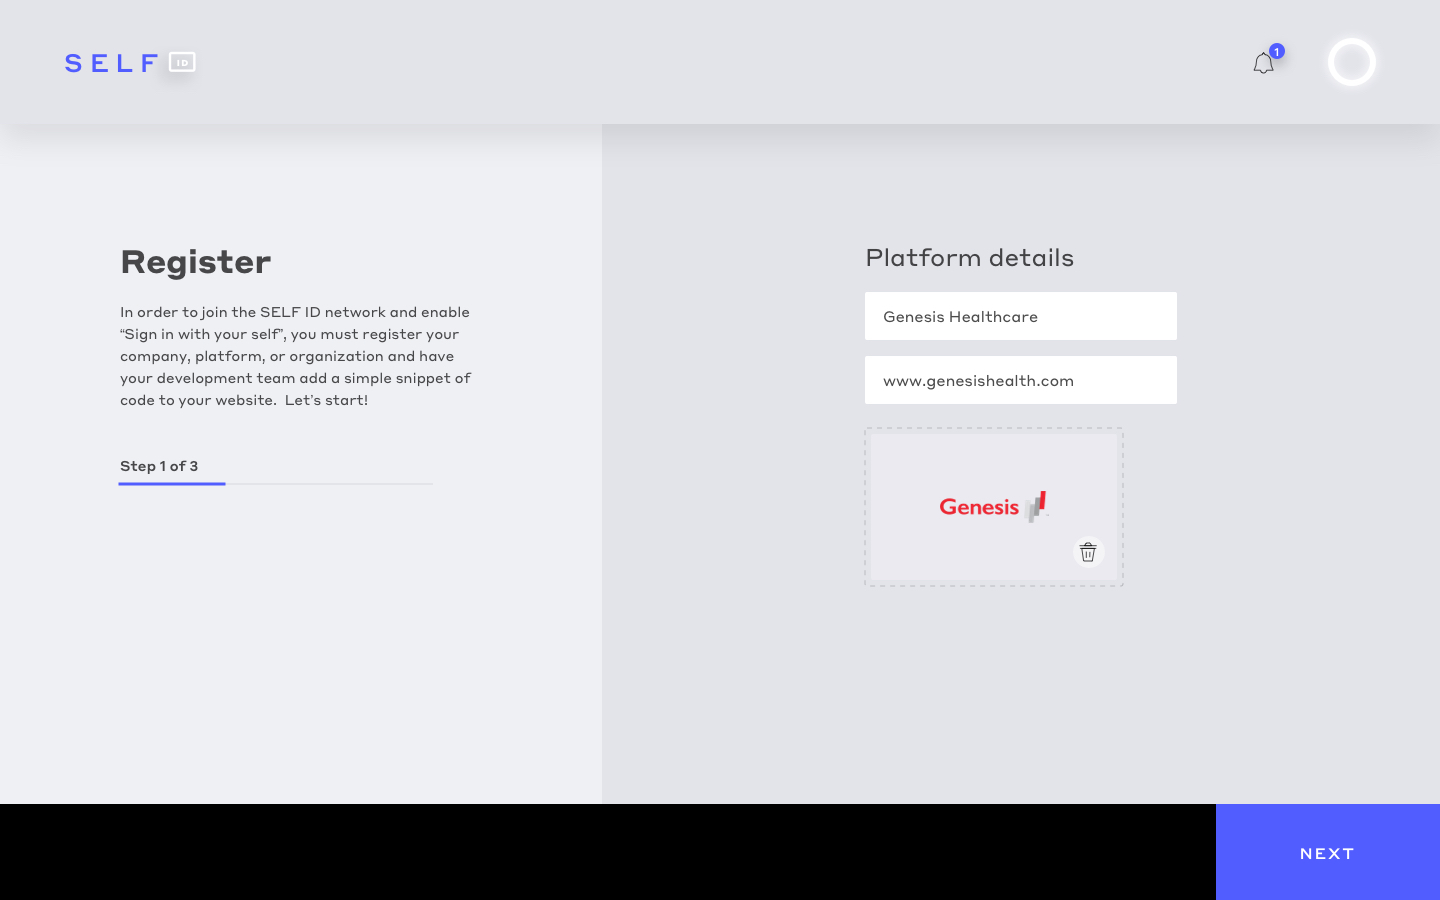 SELF ID
1
Register
In order to join the SELF ID network and enable
“Sign in with your self”, you must register your
company, platform, or organization and have
your development team add a simple snippet of
code to your website.  Let’s start!
Step 1 of 3
Platform details
Genesis Healthcare
www.genesishealth.com
Genesis
NEXT